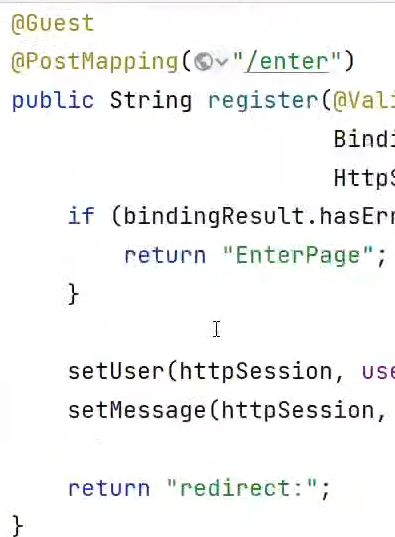 @Guest
@PostMapping("/enter")
public String register(@Vali
Bindi
HttpS
if (bindingResult.hasErr
return "EnterPage";
}
setUser(httpSession, use
setMessage(httpSession,
return "redirect:";
}